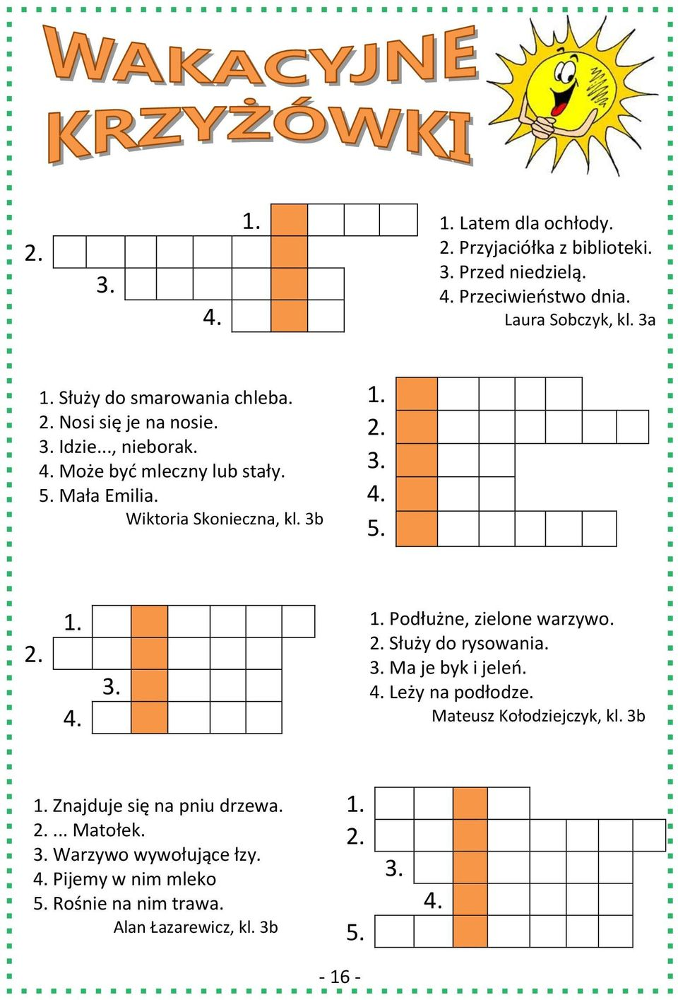 WAKACYJNE
KRZYŻÓWKI
1.
2.
3.
4.
1. Latem dla ochłody.
2. Przyjaciółka z biblioteki.
3. Przed niedzielą.
4. Przeciwieństwo dnia.
Laura Sobczyk, kl. 3a
1. Służy do smarowania chleba.
2. Nosi się je na nosie.
3. Idzie..., nieborak.
4. Może być mleczny lub stały.
5. Mała Emilia.
Wiktoria Skonieczna, kl. 3b
1.
2.
3.
4.
5.
1.
2.
3.
4.
1. Podłużne, zielone warzywo.
2. Służy do rysowania.
3. Ma je byk i jeleń.
4. Leży na podłodze.
Mateusz Kołodziejczyk, kl. 3b
1. Znajduje się na pniu drzewa.
2. ... Matołek.
3. Warzywo wywołujące łzy.
4. Pijemy w nim mleko
5. Rośnie na nim trawa.
Alan Łazarewicz, kl. 3b
1.
2.
3.
4.
5.
- 16 -